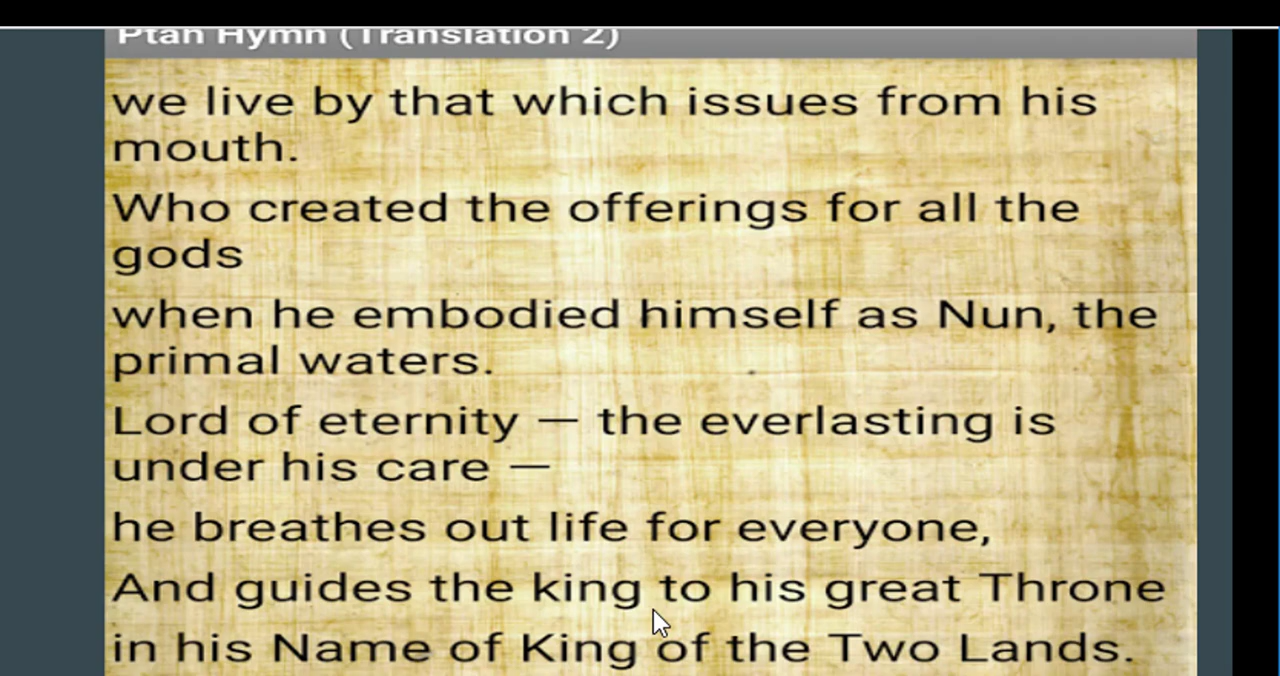 Ptah Hymn (Translation 2)
we live by that which issues from his
mouth.
Who created the offerings for all the
gods
when he embodied himself as Nun, the
primal waters.
Lord of eternity — the everlasting is
under his care —
he breathes out life for everyone,
And guides the king to his great Throne
in his Name of King of the Two Lands.